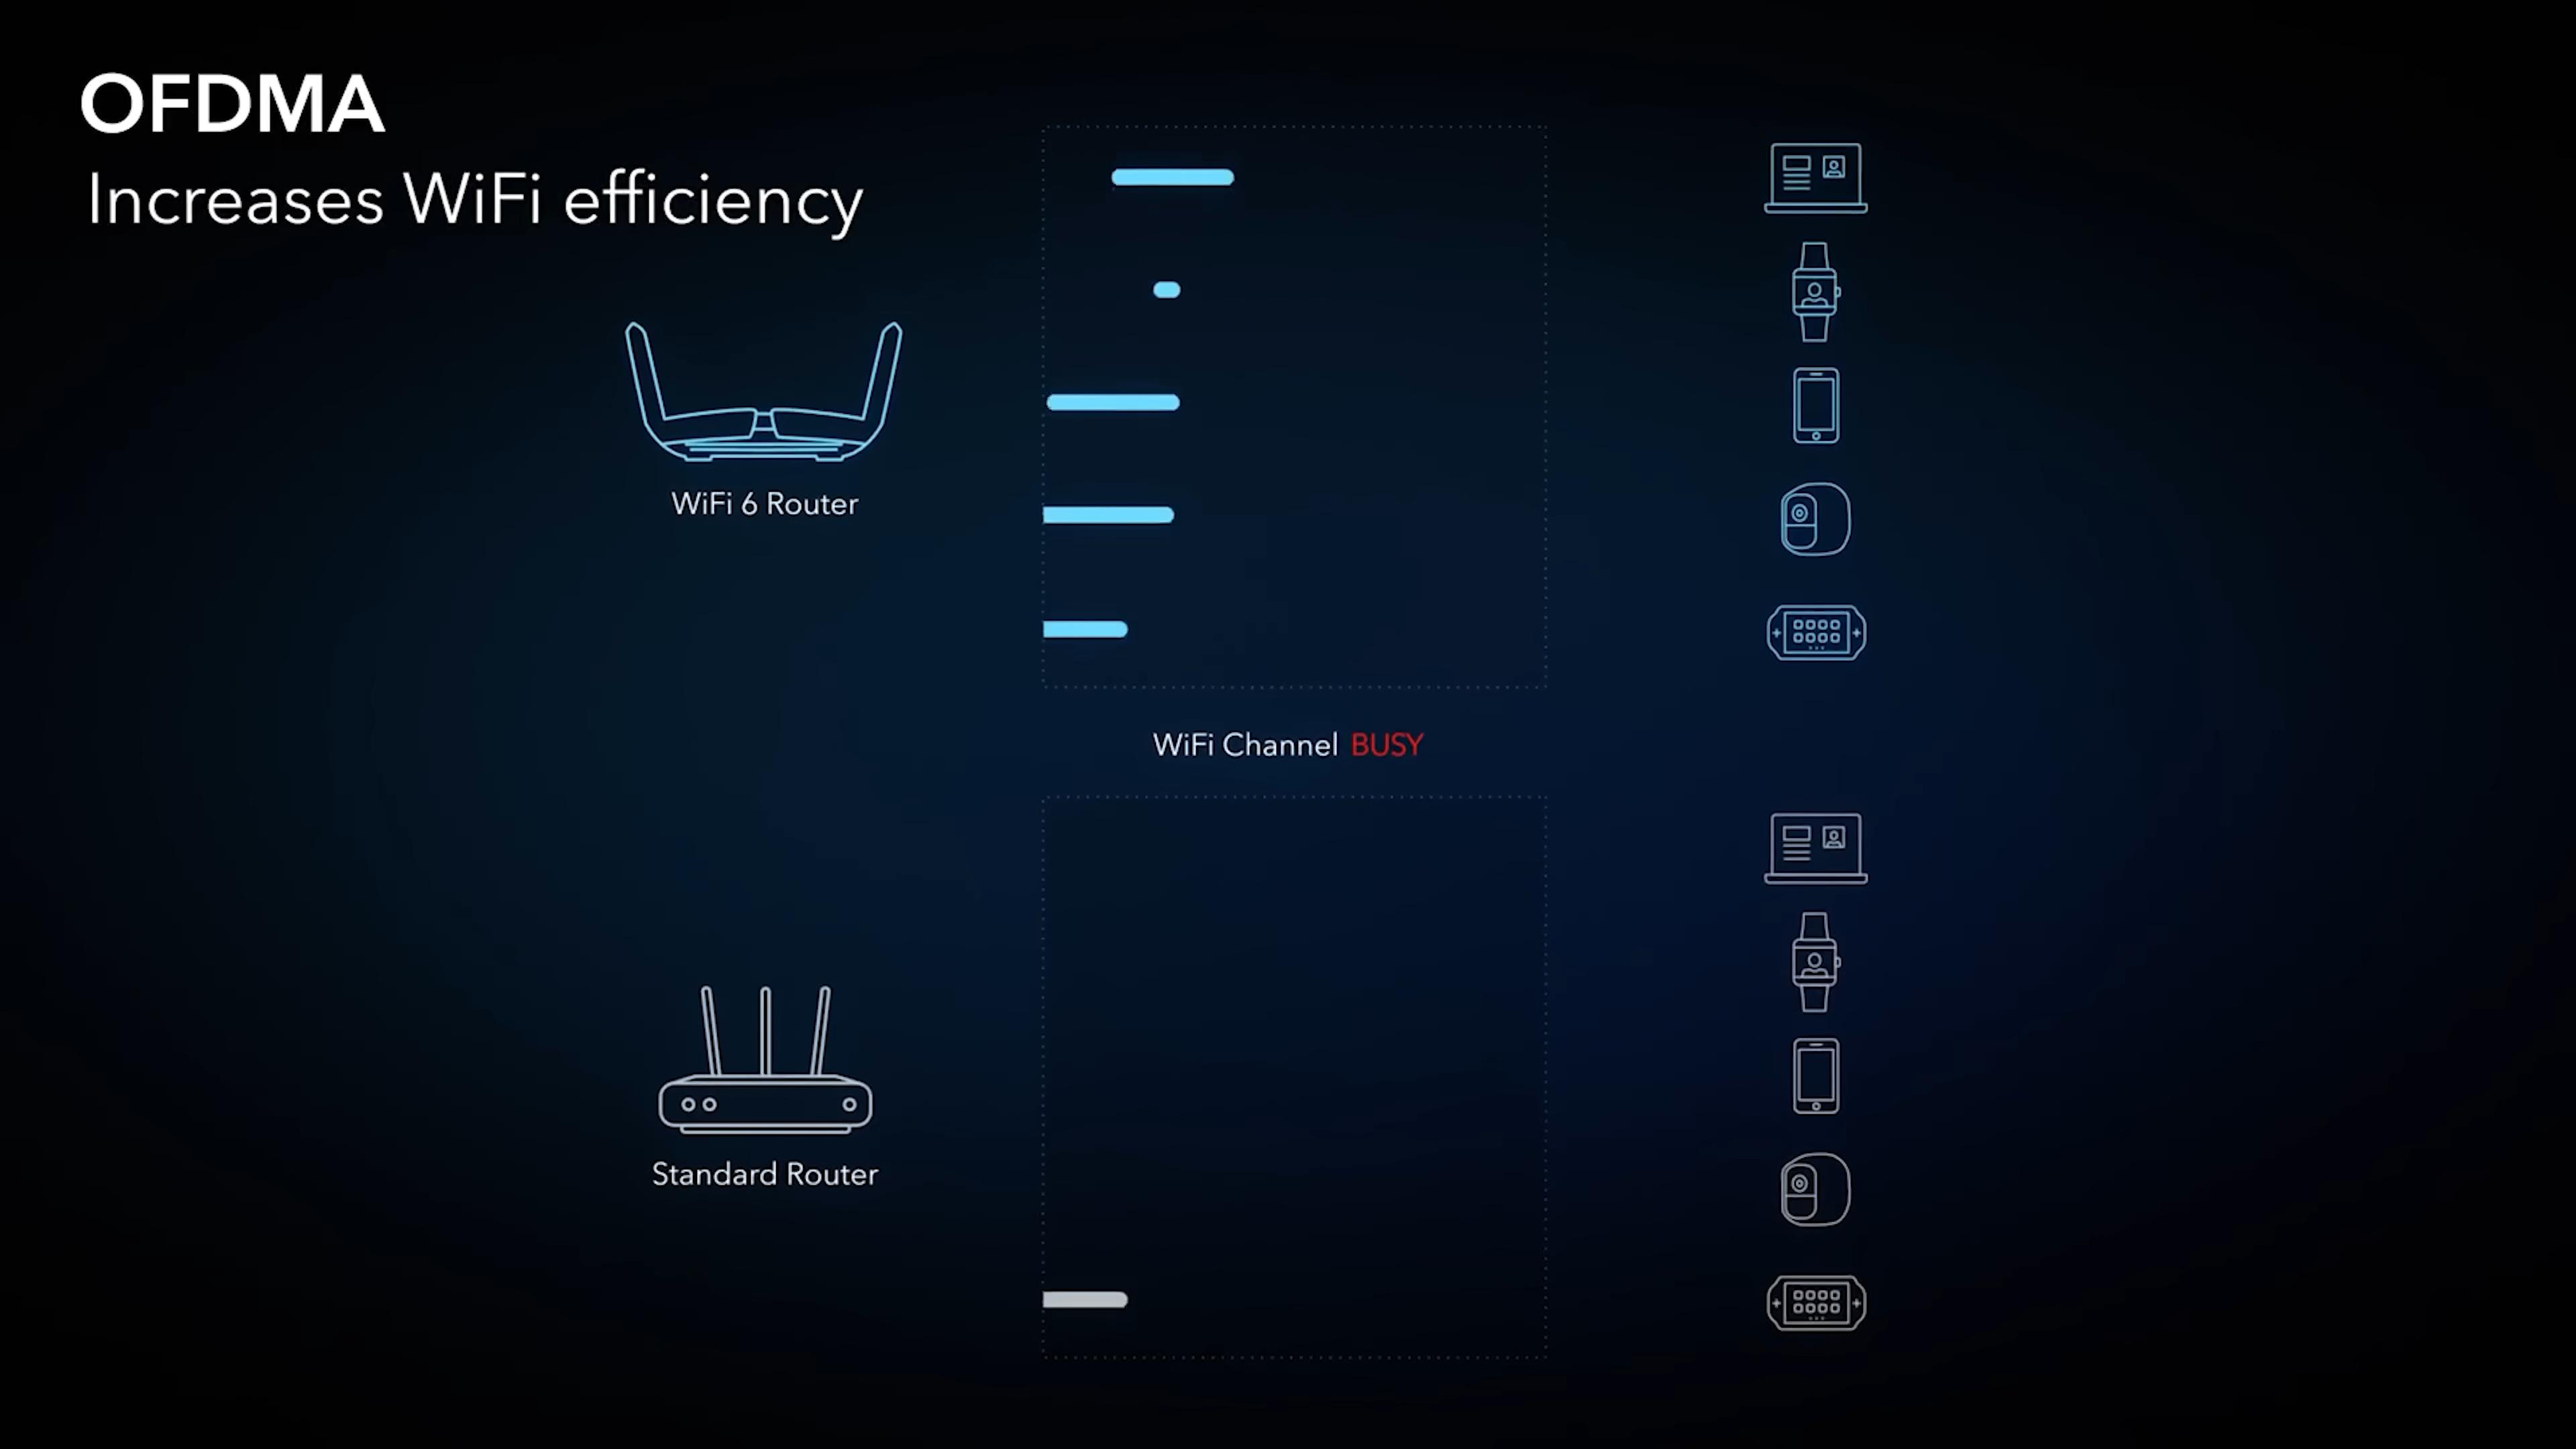 OFDMA
Increases WiFi efficiency
WiFi 6 Router
WiFi Channel BUSY
Standard Router